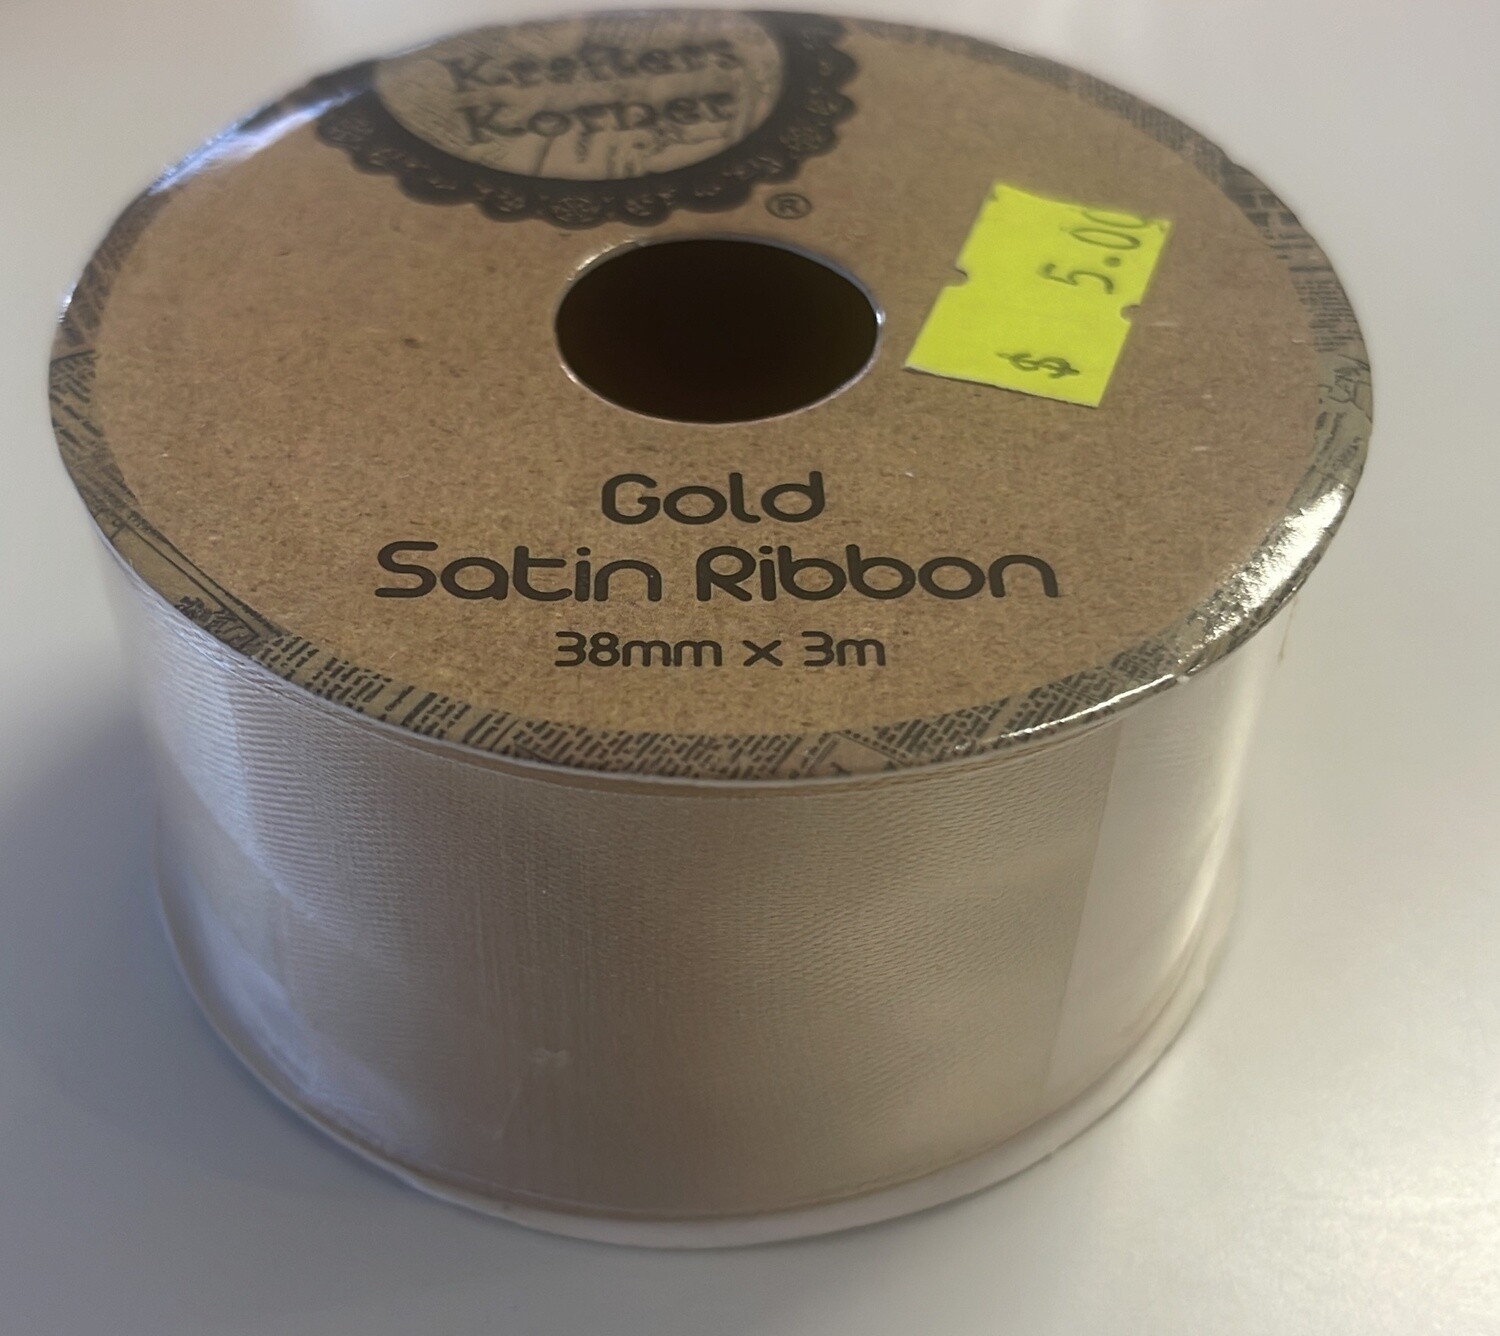 Krafters
Korner
®
$ 5.00
Gold
Satin Ribbon
38mm x 3m